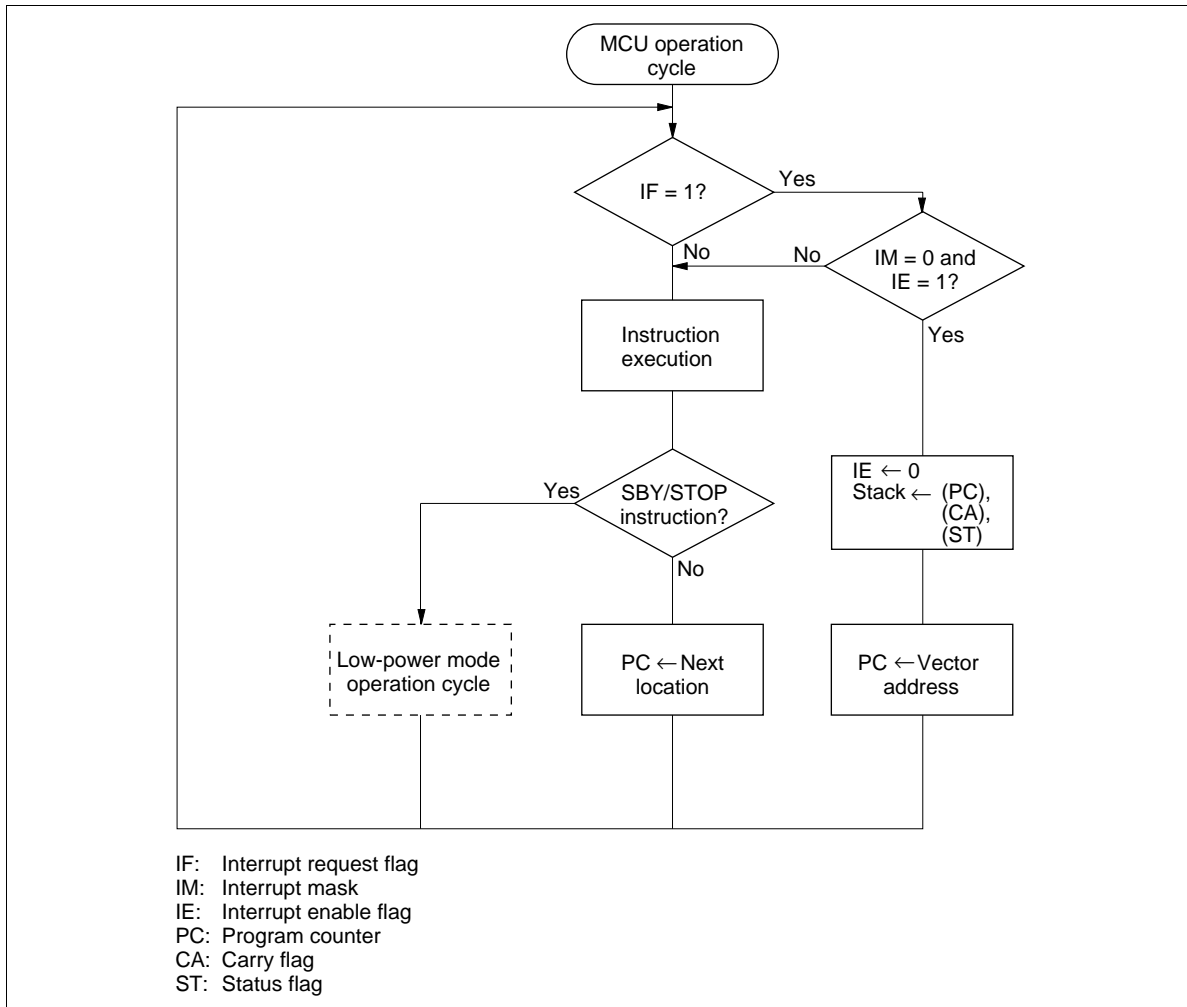 MCU operation
cycle
IF = 1?
Yes
No
No
IM = 0 and
IE = 1?
Yes
Instruction
execution
IE ← 0
Stack ← (PC),
(CA),
(ST)
Yes
SBY/STOP
instruction?
No
Low-power mode
operation cycle
PC ← Next
location
PC ← Vector
address
IF: Interrupt request flag
IM: Interrupt mask
IE: Interrupt enable flag
PC: Program counter
CA: Carry flag
ST: Status flag